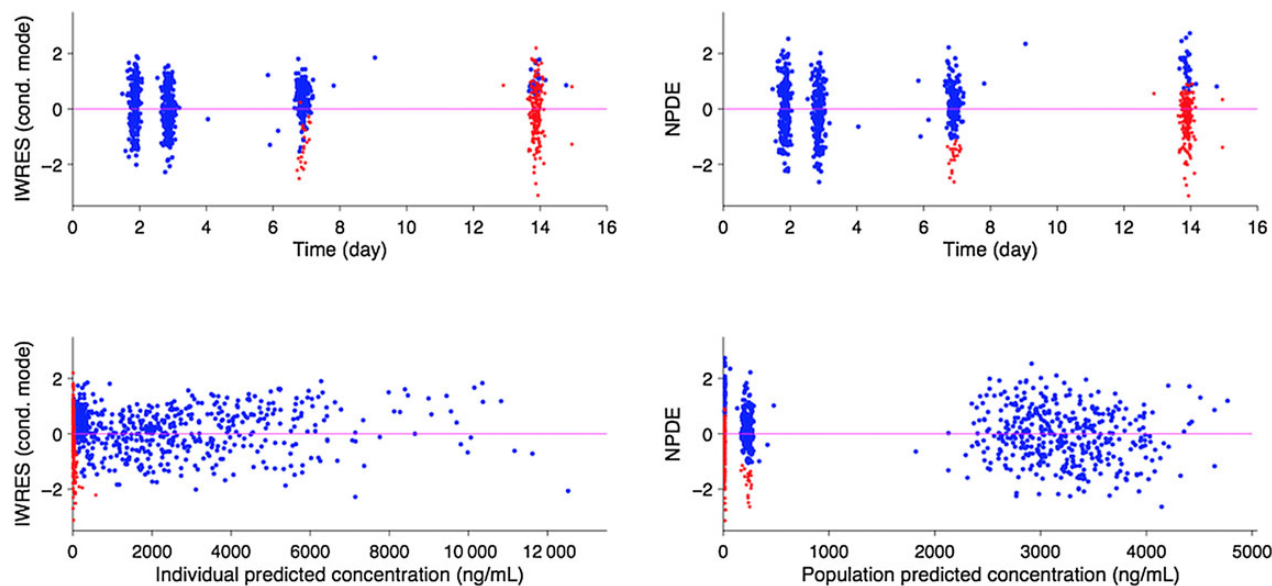 IWRES (cond. mode)
2
0
−2
0 2 4 6 8 10 12 14 16
Time (day)
NPDE
2
0
−2
0 2 4 6 8 10 12 14 16
Time (day)
IWRES (cond. mode)
2
0
−2
0 2000 4000 6000 8000 10 000 12 000
Individual predicted concentration (ng/mL)
NPDE
2
0
−2
0 1000 2000 3000 4000 5000
Population predicted concentration (ng/mL)